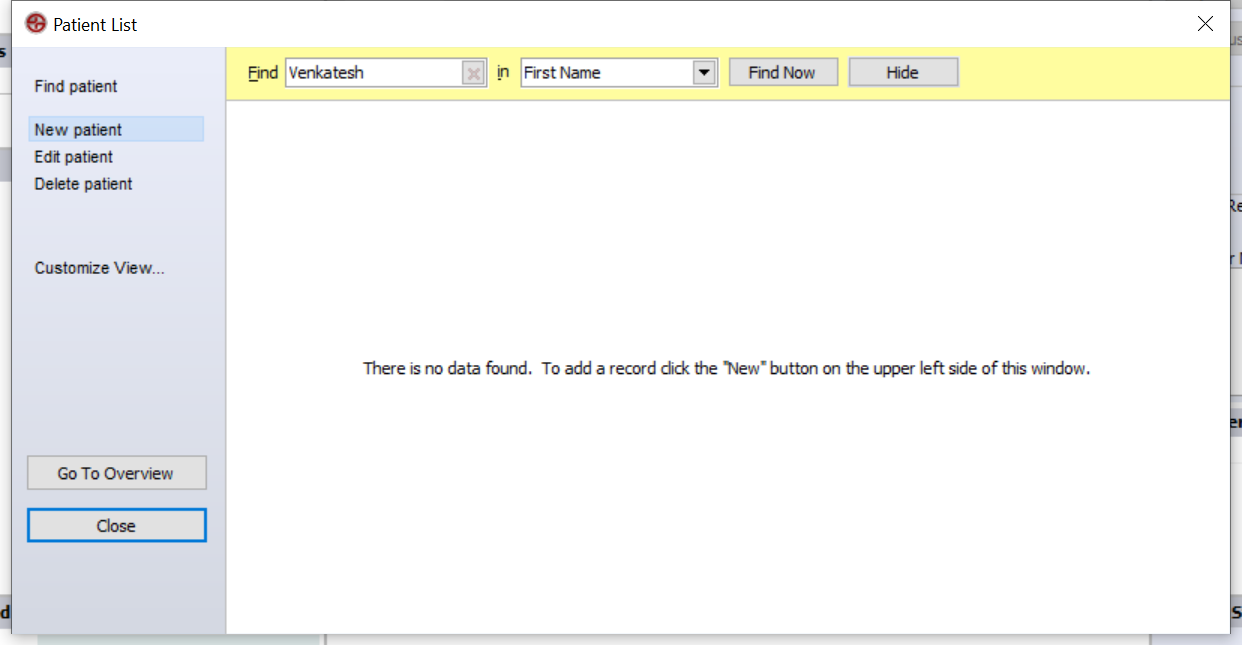 Patient List
Find patient
New patient
Edit patient
Delete patient
Customize View...
Go To Overview
Close
Find Venkatesh in First Name Find Now Hide
There is no data found. To add a record click the "New" button on the upper left side of this window.